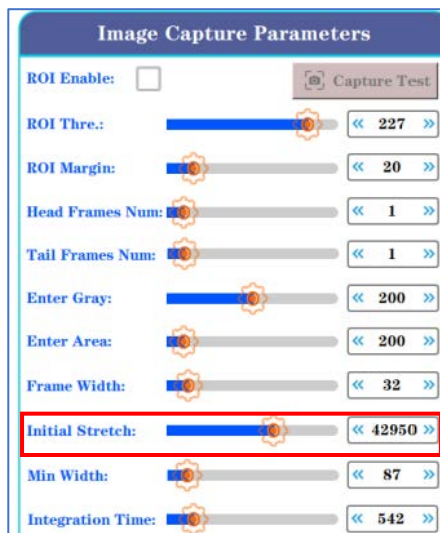 Image Capture Parameters
ROI Enable: Capture Test
ROI Thre.: « 227 »
ROI Margin: « 20 »
Head Frames Num: « 1 »
Tail Frames Num: « 1 »
Enter Gray: « 200 »
Enter Area: « 200 »
Frame Width: « 32 »
Initial Stretch: « 42950 »
Min Width: « 87 »
Integration Time: « 542 »